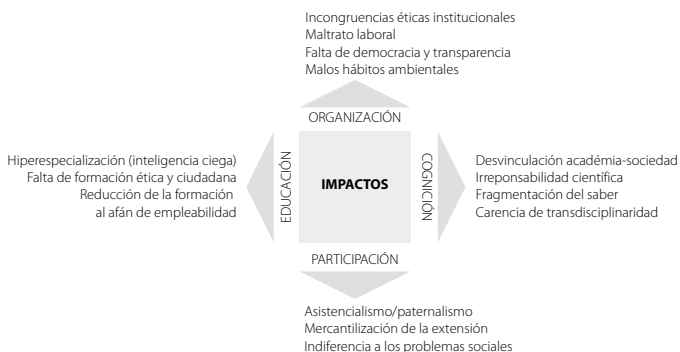 Incongruencias éticas institucionales
Maltrato laboral
Falta de democracia y transparencia
Malos hábitos ambientales
ORGANIZACIÓN
Hiperespecialización (inteligencia ciega)
Falta de formación ética y ciudadana
Reducción de la formación
al afán de empleabilidad
EDUCACIÓN
IMPACTOS
COGNICIÓN
Desvinculación académia-sociedad
Irreponsabilidad científica
Fragmentación del saber
Carencia de transdisciplinaridad
PARTICIPACIÓN
Asistencialismo/paternalismo
Mercantilización de la extensión
Indiferencia a los problemas sociales